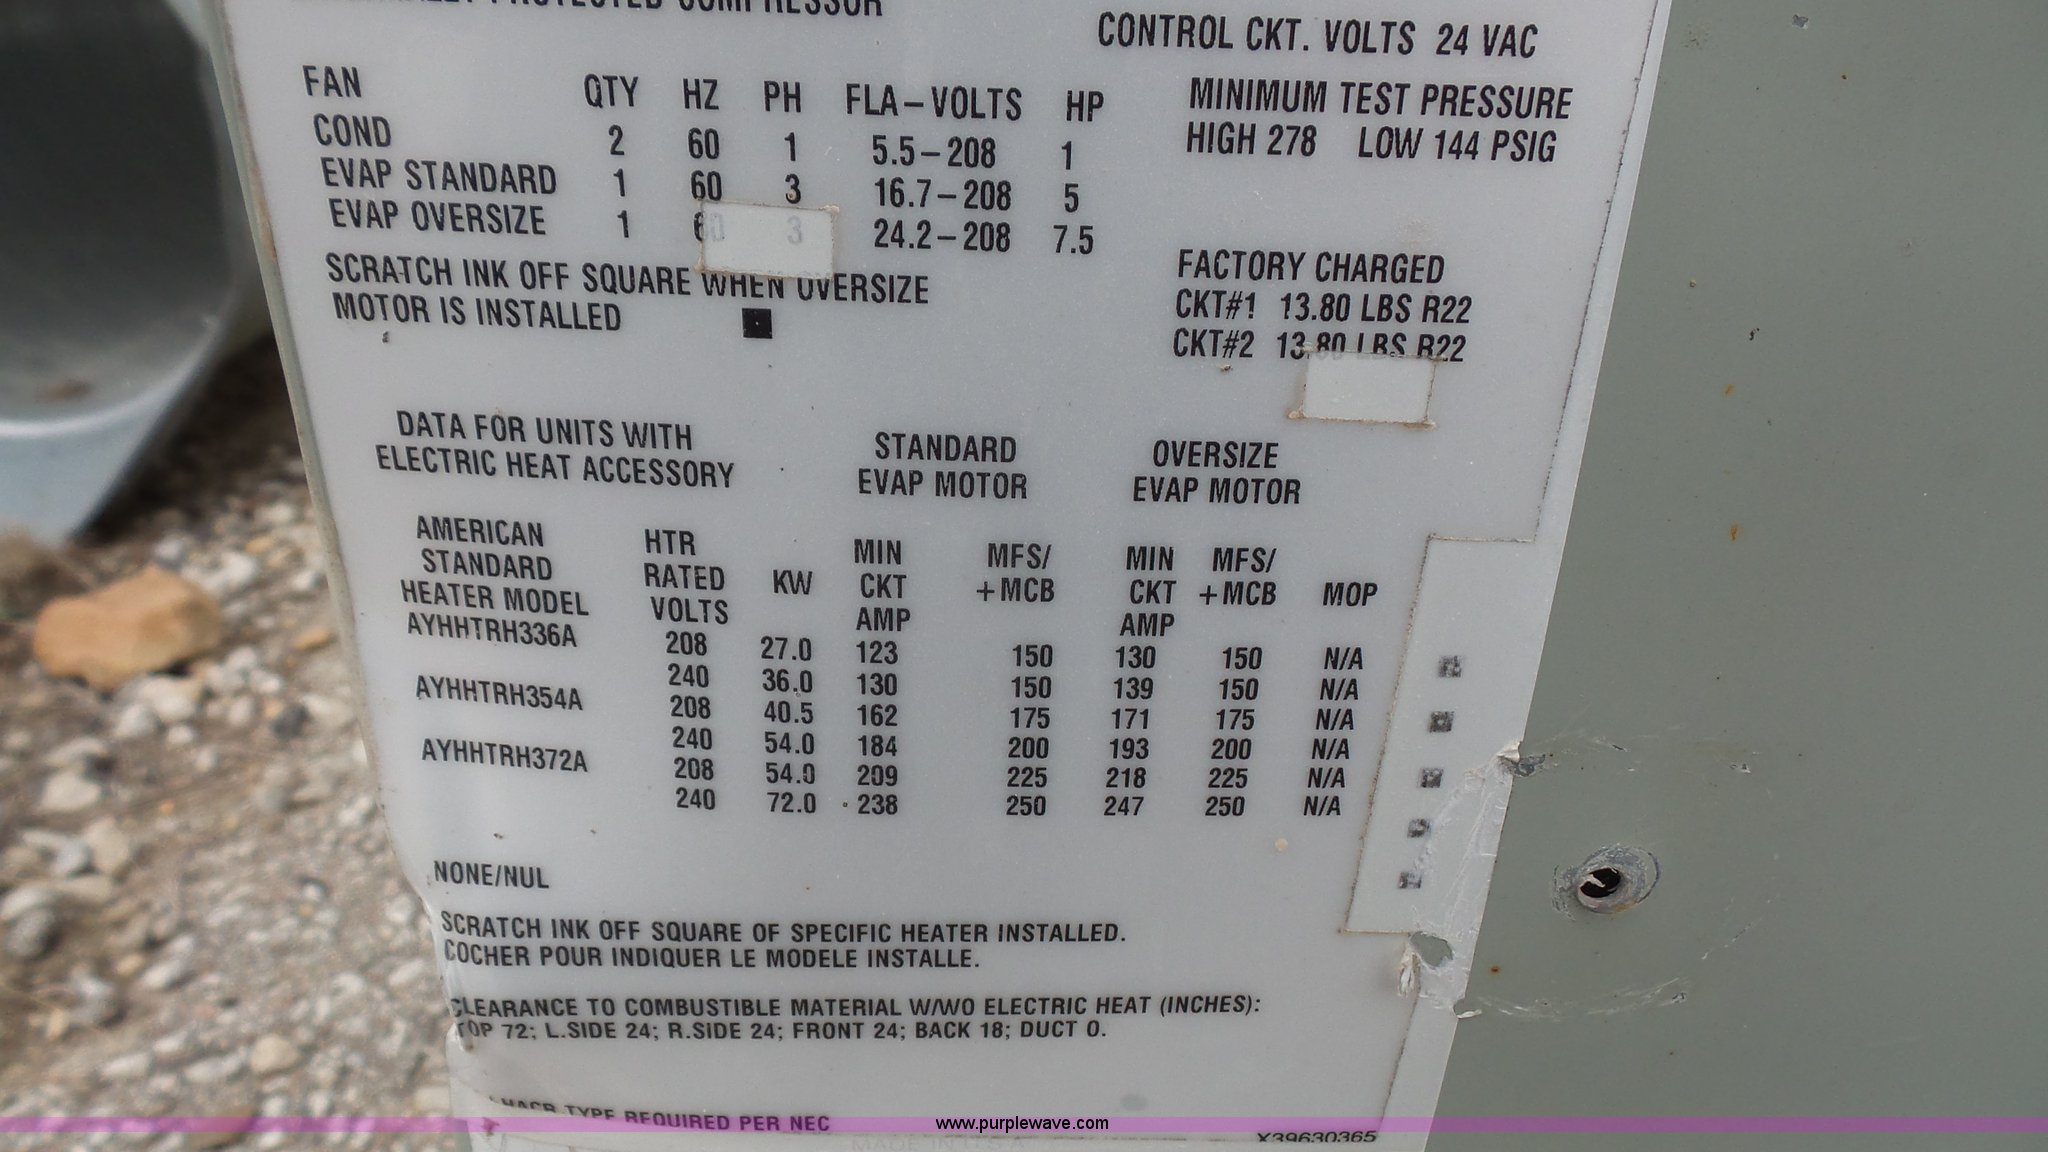 PROTECTED COMPRESSOR
CONTROL CKT. VOLTS 24 VAC
FAN QTY HZ PH FLA-VOLTS HP
COND 2 60 1 5.5-208 1
EVAP STANDARD 1 60 3 16.7-208 5
EVAP OVERSIZE 1 60 3 24.2-208 7.5
SCRATCH INK OFF SQUARE WHEN OVERSIZE
MOTOR IS INSTALLED
MINIMUM TEST PRESSURE
HIGH 278 LOW 144 PSIG
FACTORY CHARGED
CKT#1 13.80 LBS R22
CKT#2 13.80 LBS R22
DATA FOR UNITS WITH
ELECTRIC HEAT ACCESSORY
STANDARD
EVAP MOTOR
OVERSIZE
EVAP MOTOR
AMERICAN HTR MIN MFS/ MIN MFS/
STANDARD RATED KW CKT +MCB CKT +MCB MOP
HEATER MODEL VOLTS AMP AMP
AYHHTRH336A 208 27.0 123 150 130 150 N/A
240 36.0 130 150 139 150 N/A
AYHHTRH354A 208 40.5 162 175 171 175 N/A
240 54.0 184 200 193 200 N/A
AYHHTRH372A 208 54.0 209 225 218 225 N/A
240 72.0 238 250 247 250 N/A
NONE/NUL
SCRATCH INK OFF SQUARE OF SPECIFIC HEATER INSTALLED.
COCHER POUR INDIQUER LE MODELE INSTALLE.
CLEARANCE TO COMBUSTIBLE MATERIAL W/WO ELECTRIC HEAT (INCHES):
TOP 72; L.SIDE 24; R.SIDE 24; FRONT 24; BACK 18; DUCT 0.
HACR TYPE REQUIRED PER NEC
www.purplewave.com
X39630365
MADE IN U.S.A.